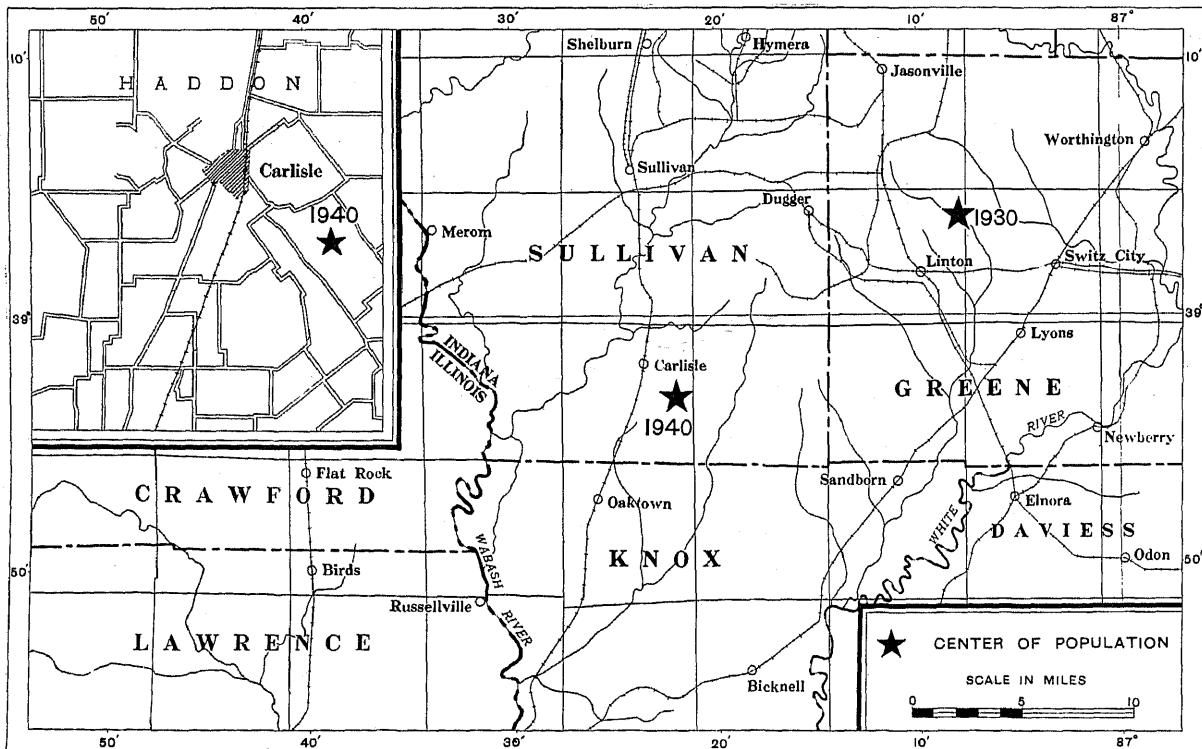 50′ 40′ 20′ 10′ 87°
10′ 10′
HADDON
Carlisle
1940
Shelburn
Hymera
Jasonville
Worthington
Sullivan
Dugger
1930
Merom
SULLIVAN
Linton
Switz City
39° 39°
Lyons
INDIANA
ILLINOIS
Carlisle
GREENE
1940
RIVER
Newberry
Flat Rock
CRAWFORD
Sandborn
Oaktown
Elnora
WHITE
DAVIESS
WABASH
KNOX
Odon
50′
Birds
Russellville
RIVER
LAWRENCE
Bicknell
CENTER OF POPULATION
SCALE IN MILES
0 5 10
50′ 40′ 30′ 20′ 10′ 87°